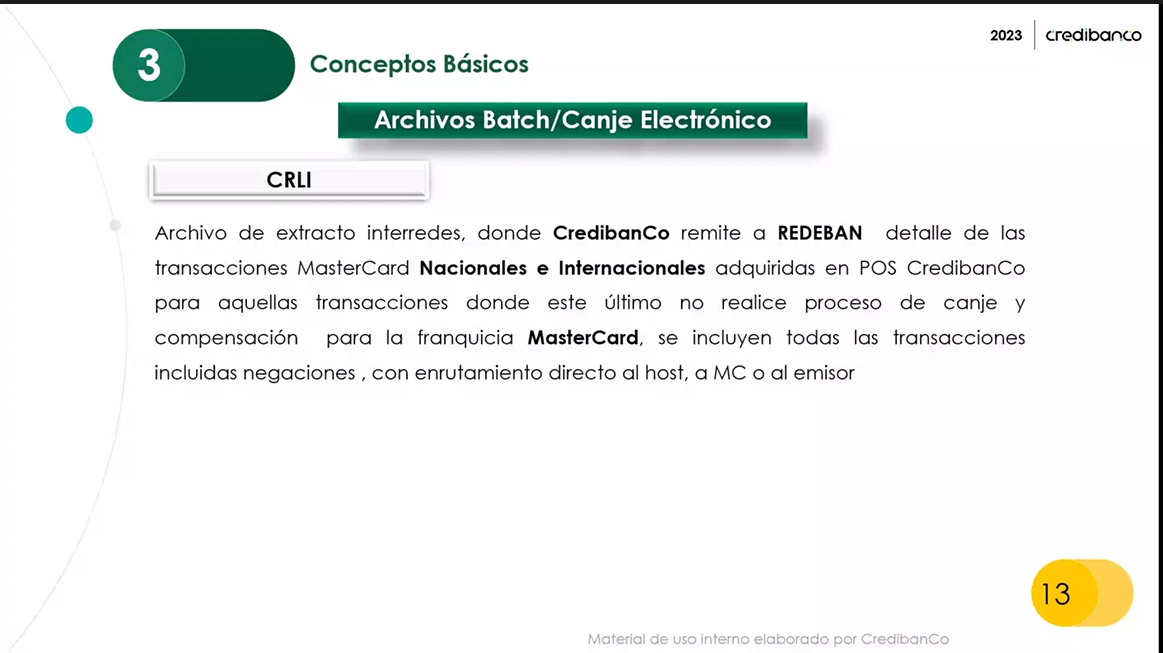 2023 credibanco
3 Conceptos Básicos
Archivos Batch/Canje Electrónico
CRLI
Archivo de extracto interredes, donde CredibanCo remite a REDEBAN detalle de las
transacciones MasterCard Nacionales e Internacionales adquiridas en POS CredibanCo
para aquellas transacciones donde este último no realice proceso de canje y
compensación para la franquicia MasterCard, se incluyen todas las transacciones
incluidas negaciones , con enrutamiento directo al host, a MC o al emisor
13
Material de uso interno elaborado por CredibanCo